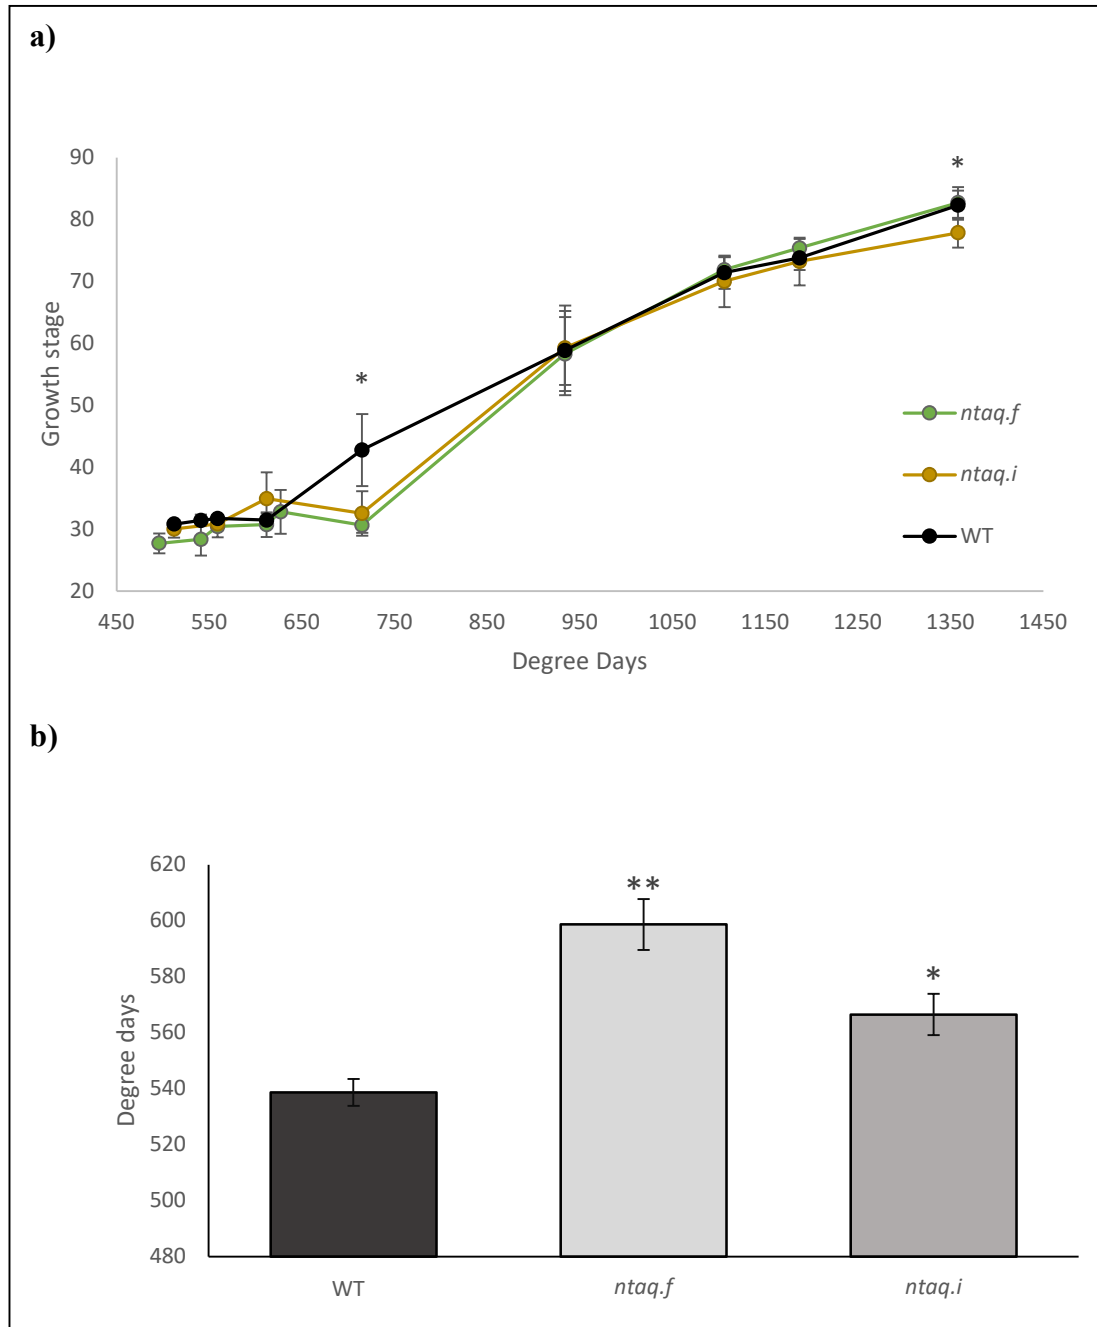 a)
*
90
80
70
60
50
40
30
20
*
Growth stage
ntaq.f
ntaq.i
WT
450 550 650 750 850 950 1050 1150 1250 1350 1450
Degree Days
b)
620
600
580
560
540
520
500
480
Degree days
**
*
WT ntaq.f ntaq.i